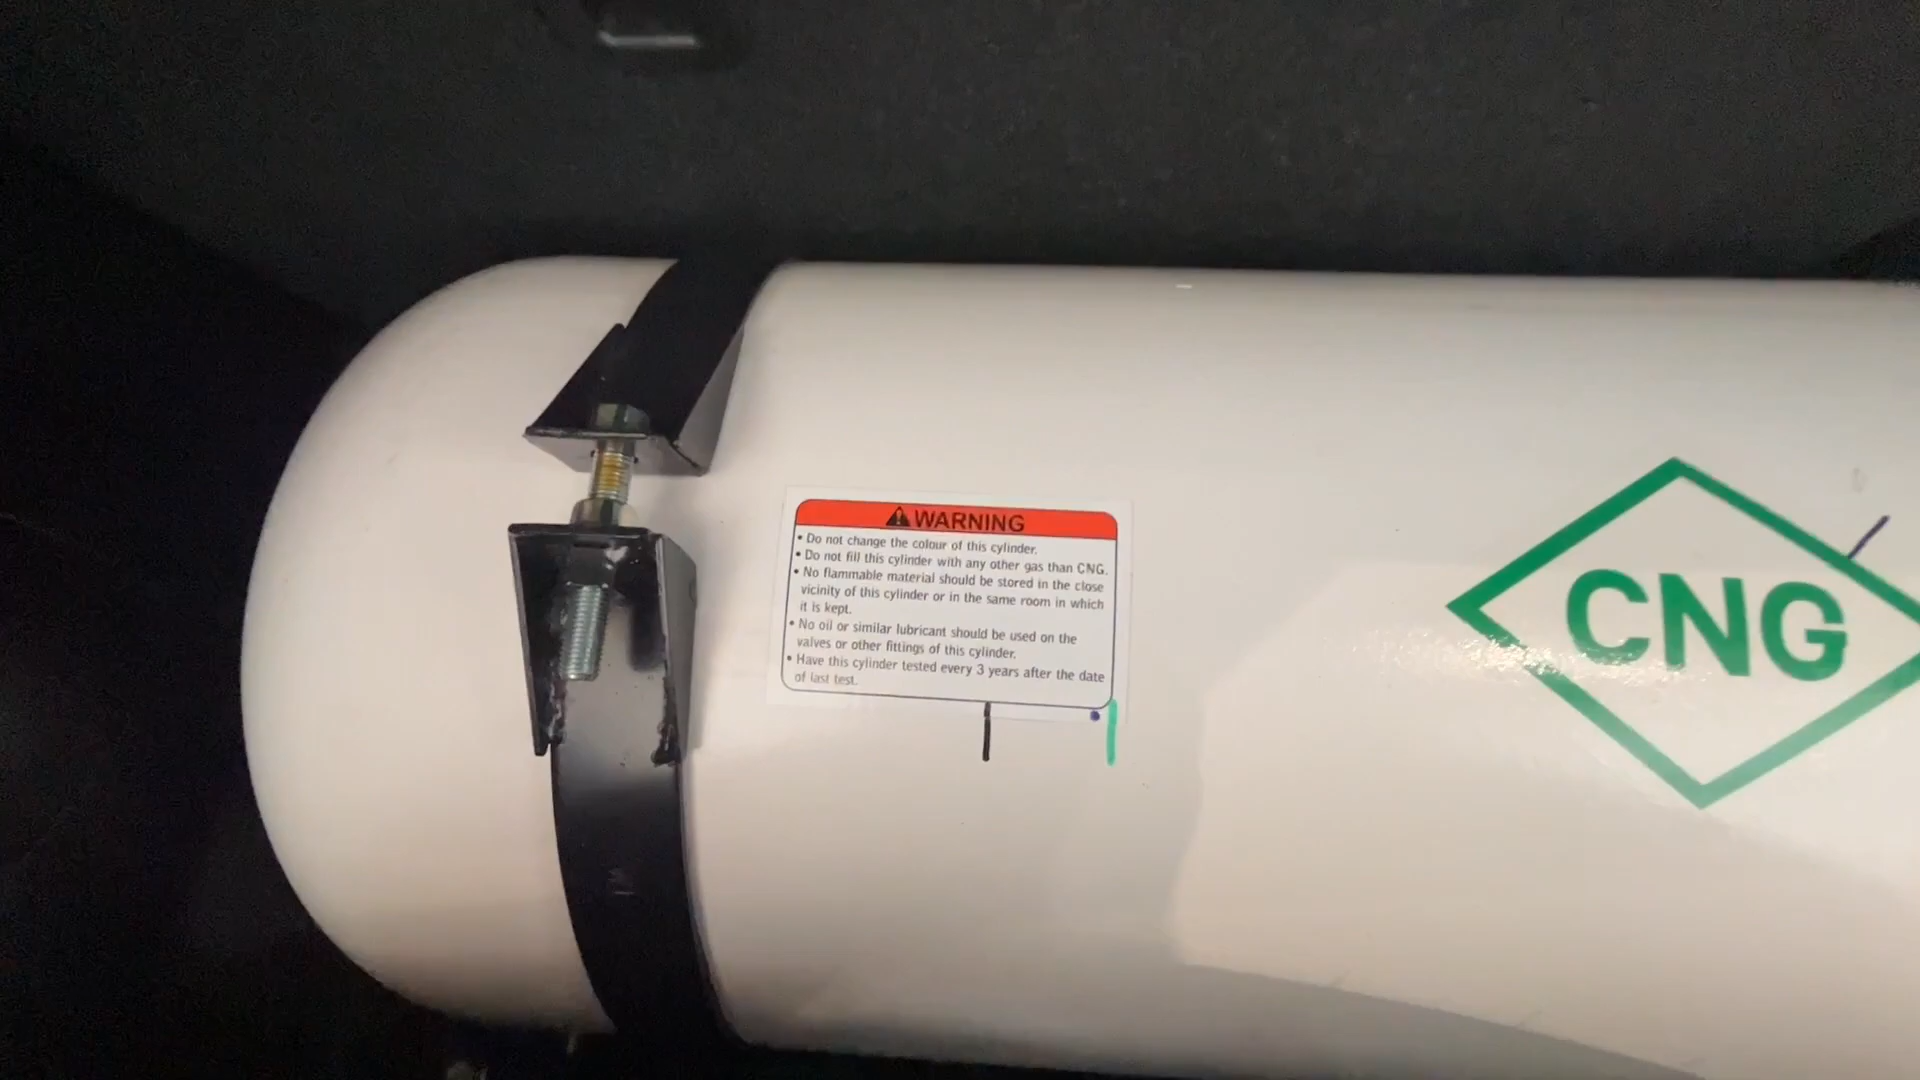 WARNING
• Do not change the colour of this cylinder.
• Do not fill this cylinder with any other gas than CNG.
• No flammable material should be stored in the close
vicinity of this cylinder or in the same room in which
it is kept.
• No oil or similar lubricant should be used on the
valves or other fittings of this cylinder.
• Have this cylinder tested every 3 years after the date
of last test.
CNG